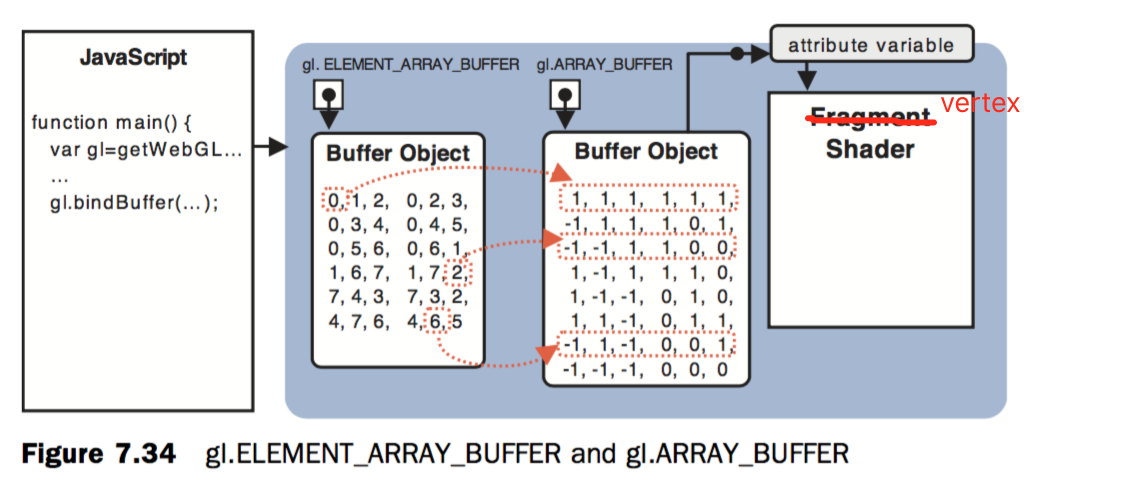 JavaScript
function main() {
var gl=getWebGL...
...
gl.bindBuffer(...);
gl. ELEMENT_ARRAY_BUFFER
Buffer Object
0, 1, 2, 0, 2, 3,
0, 3, 4, 0, 4, 5,
0, 5, 6, 0, 6, 1,
1, 6, 7, 1, 7, 2,
7, 4, 3, 7, 3, 2,
4, 7, 6, 4, 6, 5
gl.ARRAY_BUFFER
Buffer Object
1, 1, 1, 1, 1, 1,
-1, 1, 1, 1, 0, 1,
-1, -1, 1, 1, 0, 0,
1, -1, 1, 1, 1, 0,
1, -1, -1, 0, 1, 0,
1, 1, -1, 0, 1, 1,
-1, 1, -1, 0, 0, 1,
-1, -1, -1, 0, 0, 0
attribute variable
vertex
Fragment
Shader
Figure 7.34 gl.ELEMENT_ARRAY_BUFFER and gl.ARRAY_BUFFER